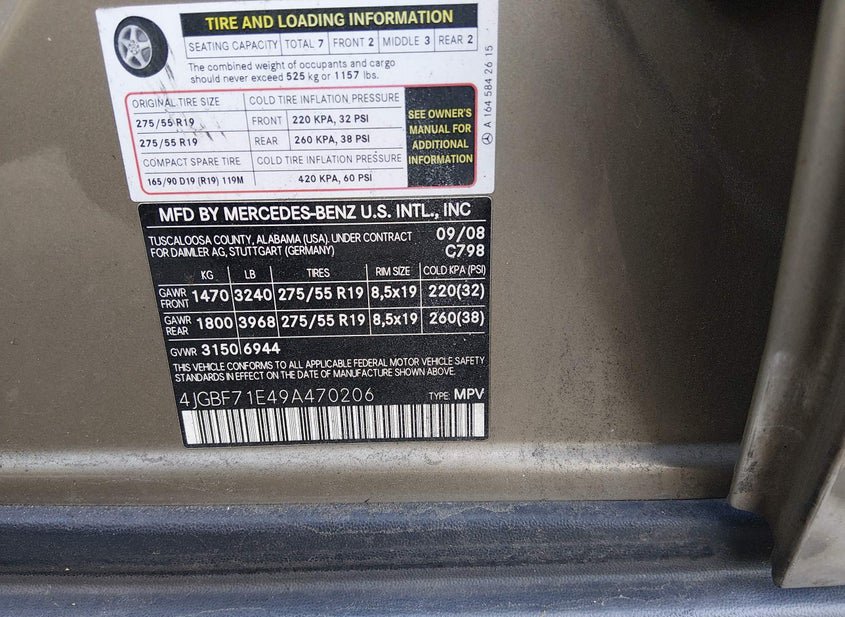 TIRE AND LOADING INFORMATION
SEATING CAPACITY TOTAL 7 FRONT 2 MIDDLE 3 REAR 2
The combined weight of occupants and cargo
should never exceed 525 kg or 1157 lbs.
ORIGINAL TIRE SIZE COLD TIRE INFLATION PRESSURE
275/55 R19 FRONT 220 KPA, 32 PSI
275/55 R19 REAR 260 KPA, 38 PSI
COMPACT SPARE TIRE COLD TIRE INFLATION PRESSURE
165/90 D19 (R19) 119M 420 KPA, 60 PSI
SEE OWNER'S
MANUAL FOR
ADDITIONAL
INFORMATION
A 164 584 26 15
MFD BY MERCEDES-BENZ U.S. INTL., INC
TUSCALOOSA COUNTY, ALABAMA (USA), UNDER CONTRACT 09/08
FOR DAIMLER AG, STUTTGART (GERMANY) C798
KG LB TIRES RIM SIZE COLD KPA (PSI)
GAWR FRONT 1470 3240 275/55 R19 8,5x19 220(32)
GAWR REAR 1800 3968 275/55 R19 8,5x19 260(38)
GVWR 3150 6944
THIS VEHICLE CONFORMS TO ALL APPLICABLE FEDERAL MOTOR VEHICLE SAFETY
STANDARDS IN EFFECT ON THE DATE OF MANUFACTURE SHOWN ABOVE.
4JGBF71E49A470206 TYPE: MPV